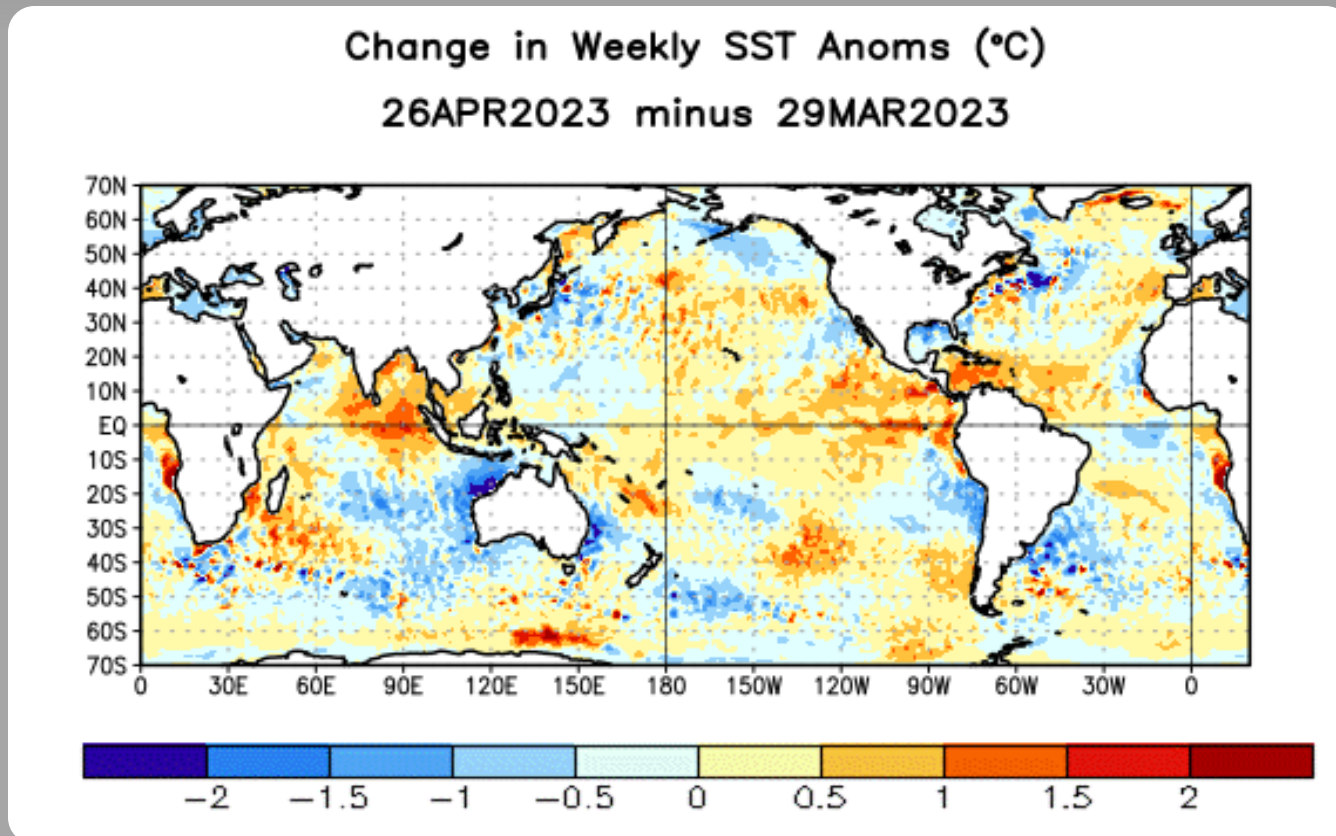 Change in Weekly SST Anoms (°C)
26APR2023 minus 29MAR2023
70N
60N
50N
40N
30N
20N
10N
EQ
10S
20S
30S
40S
50S
60S
70S
0 30E 60E 90E 120E 150E 180 150W 120W 90W 60W 30W 0
−2 −1.5 −1 −0.5 0 0.5 1 1.5 2